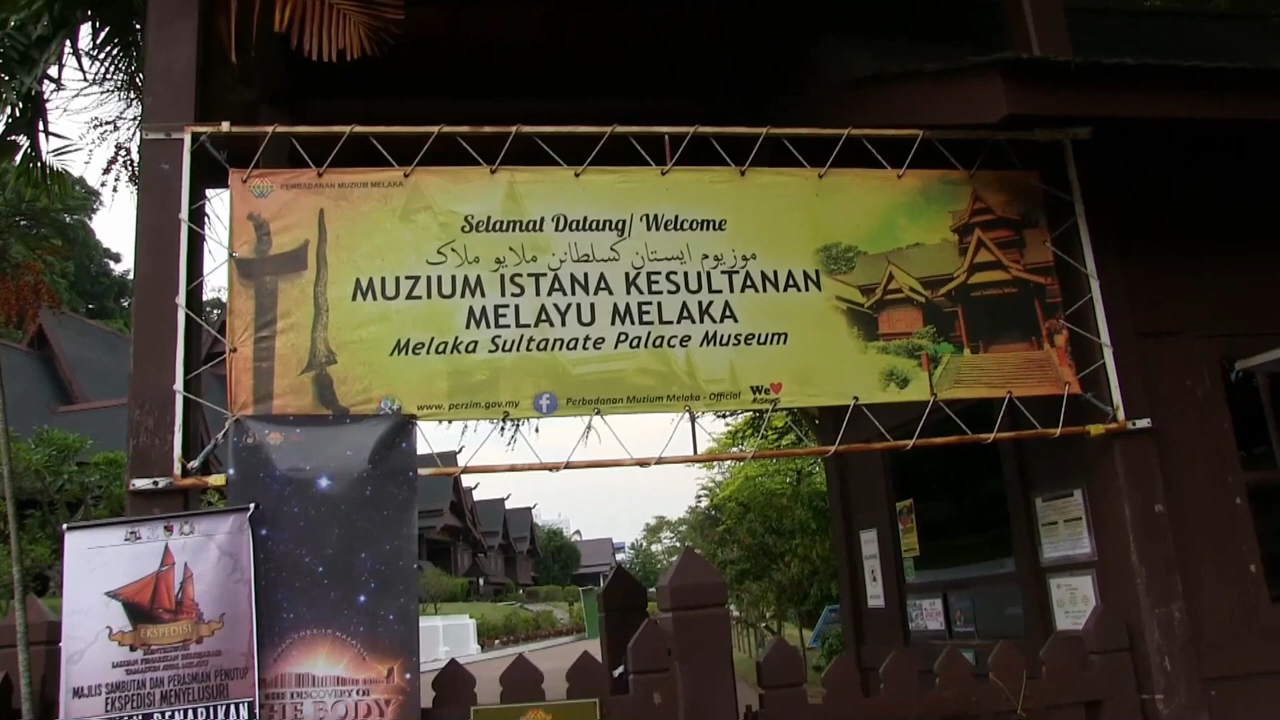 PERBADANAN MUZIUM MELAKA
Selamat Datang/ Welcome
موزيوم ايستان کسلطانن ملايو ملاک
MUZIUM ISTANA KESULTANAN
MELAYU MELAKA
Melaka Sultanate Palace Museum
www. perzim.gov.my
Perbadanan Muzium Melaka - Official
We
Museums
EKSPEDISI
MAJLIS SAMBUTAN DAN PERASMIAN PENUTUP
EKSPEDISI MENYELUSURI
PENARIKAN
THE DISCOVERY OF
THE BODY